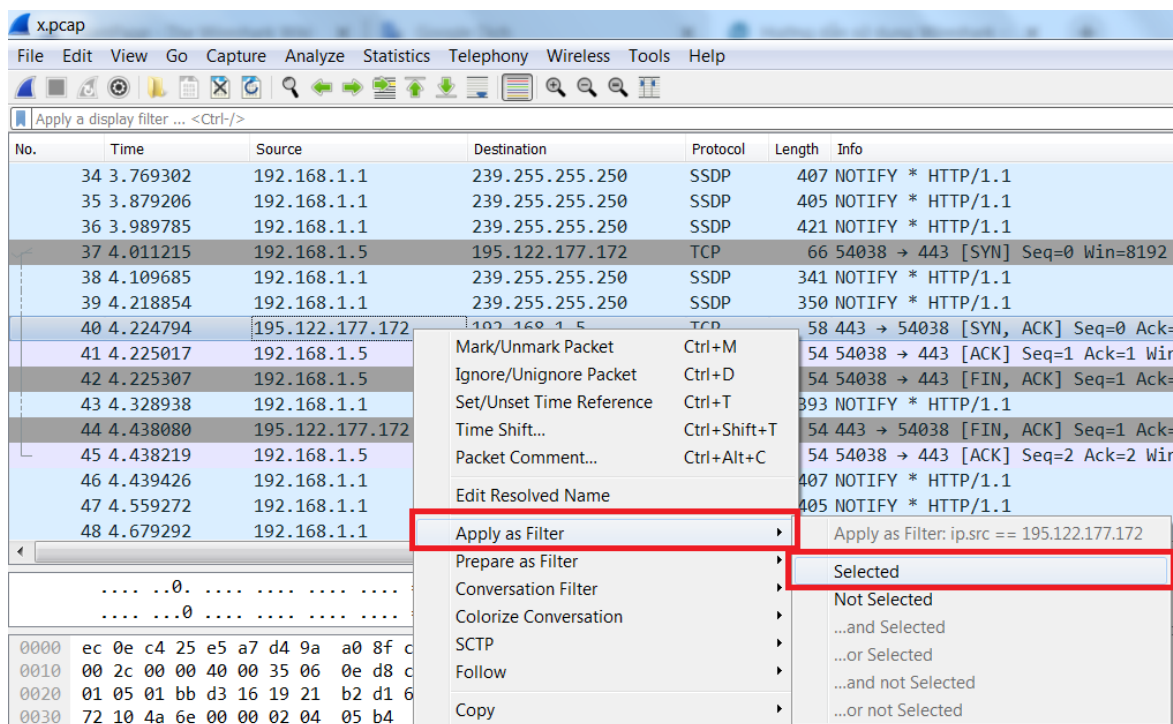 x.pcap
File Edit View Go Capture Analyze Statistics Telephony Wireless Tools Help
Apply a display filter ... <Ctrl-/>
No. Time Source Destination Protocol Length Info
34 3.769302 192.168.1.1 239.255.255.250 SSDP 407 NOTIFY * HTTP/1.1
35 3.879206 192.168.1.1 239.255.255.250 SSDP 405 NOTIFY * HTTP/1.1
36 3.989785 192.168.1.1 239.255.255.250 SSDP 421 NOTIFY * HTTP/1.1
37 4.011215 192.168.1.5 195.122.177.172 TCP 66 54038 → 443 [SYN] Seq=0 Win=8192
38 4.109685 192.168.1.1 239.255.255.250 SSDP 341 NOTIFY * HTTP/1.1
39 4.218854 192.168.1.1 239.255.255.250 SSDP 350 NOTIFY * HTTP/1.1
40 4.224794 195.122.177.172 192.168.1.5 TCP 58 443 → 54038 [SYN, ACK] Seq=0 Ack=
41 4.225017 192.168.1.5 54 54038 → 443 [ACK] Seq=1 Ack=1 Win
42 4.225307 192.168.1.5 54 54038 → 443 [FIN, ACK] Seq=1 Ack=
43 4.328938 192.168.1.1 393 NOTIFY * HTTP/1.1
44 4.438080 195.122.177.172 54 443 → 54038 [FIN, ACK] Seq=1 Ack=
45 4.438219 192.168.1.5 54 54038 → 443 [ACK] Seq=2 Ack=2 Win
46 4.439426 192.168.1.1 407 NOTIFY * HTTP/1.1
47 4.559272 192.168.1.1 405 NOTIFY * HTTP/1.1
48 4.679292 192.168.1.1
Mark/Unmark Packet Ctrl+M
Ignore/Unignore Packet Ctrl+D
Set/Unset Time Reference Ctrl+T
Time Shift... Ctrl+Shift+T
Packet Comment... Ctrl+Alt+C
Edit Resolved Name
Apply as Filter
Prepare as Filter
Conversation Filter
Colorize Conversation
SCTP
Follow
Copy
Apply as Filter: ip.src == 195.122.177.172
Selected
Not Selected
...and Selected
...or Selected
...and not Selected
...or not Selected
.... ..0. .... .... .... ....
.... ...0 .... .... .... ....
0000 ec 0e c4 25 e5 a7 d4 9a a0 8f c
0010 00 2c 00 00 40 00 35 06 0e d8 c
0020 01 05 01 bb d3 16 19 21 b2 d1 6
0030 72 10 4a 6e 00 00 02 04 05 b4